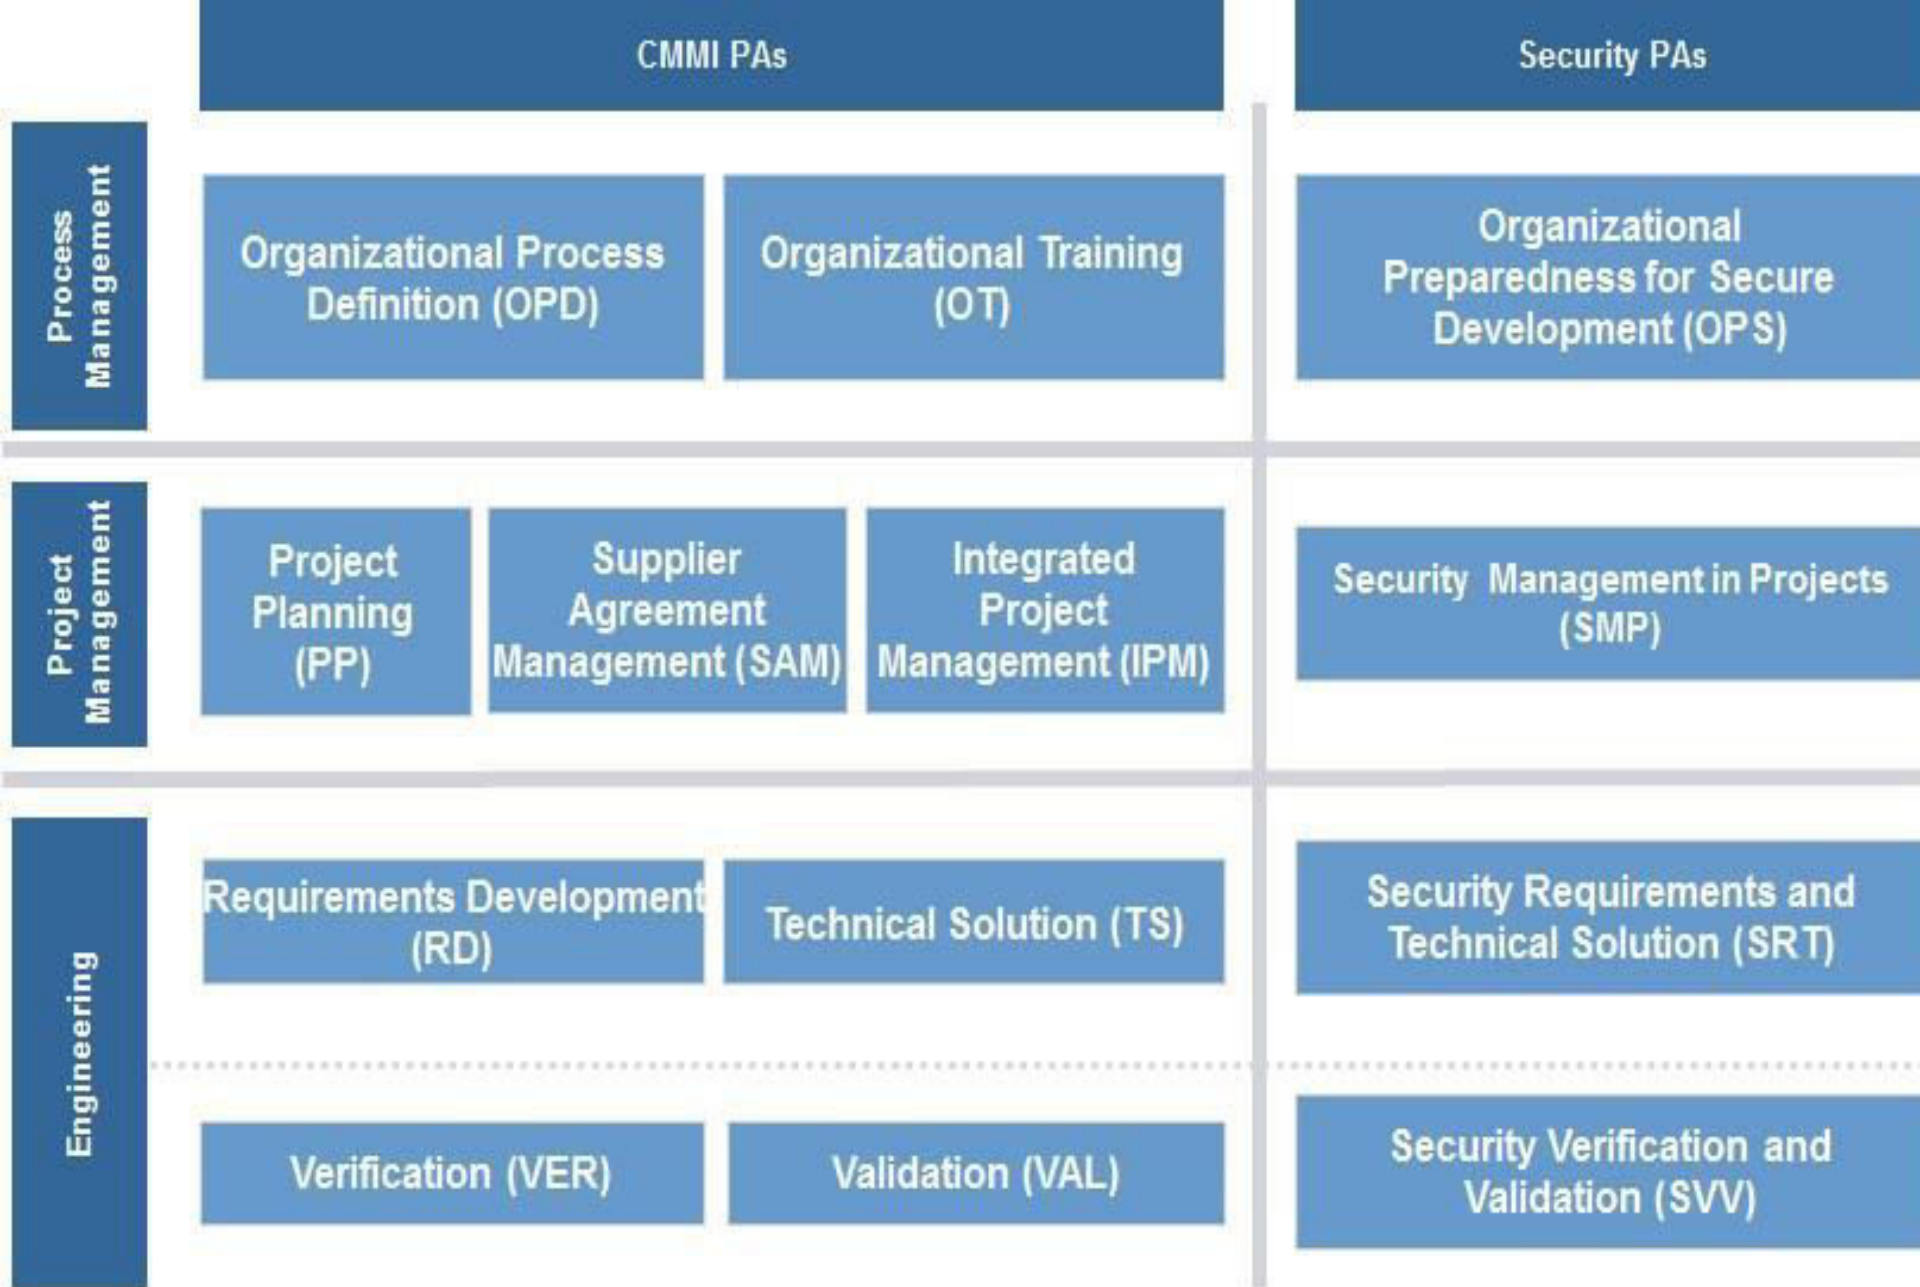 CMMI PAs
Security PAs
Process
Management
Organizational Process
Definition (OPD)
Organizational Training
(OT)
Organizational
Preparedness for Secure
Development (OPS)
Project
Management
Project
Planning
(PP)
Supplier
Agreement
Management (SAM)
Integrated
Project
Management (IPM)
Security Management in Projects
(SMP)
Engineering
Requirements Development
(RD)
Technical Solution (TS)
Security Requirements and
Technical Solution (SRT)
Verification (VER)
Validation (VAL)
Security Verification and
Validation (SVV)